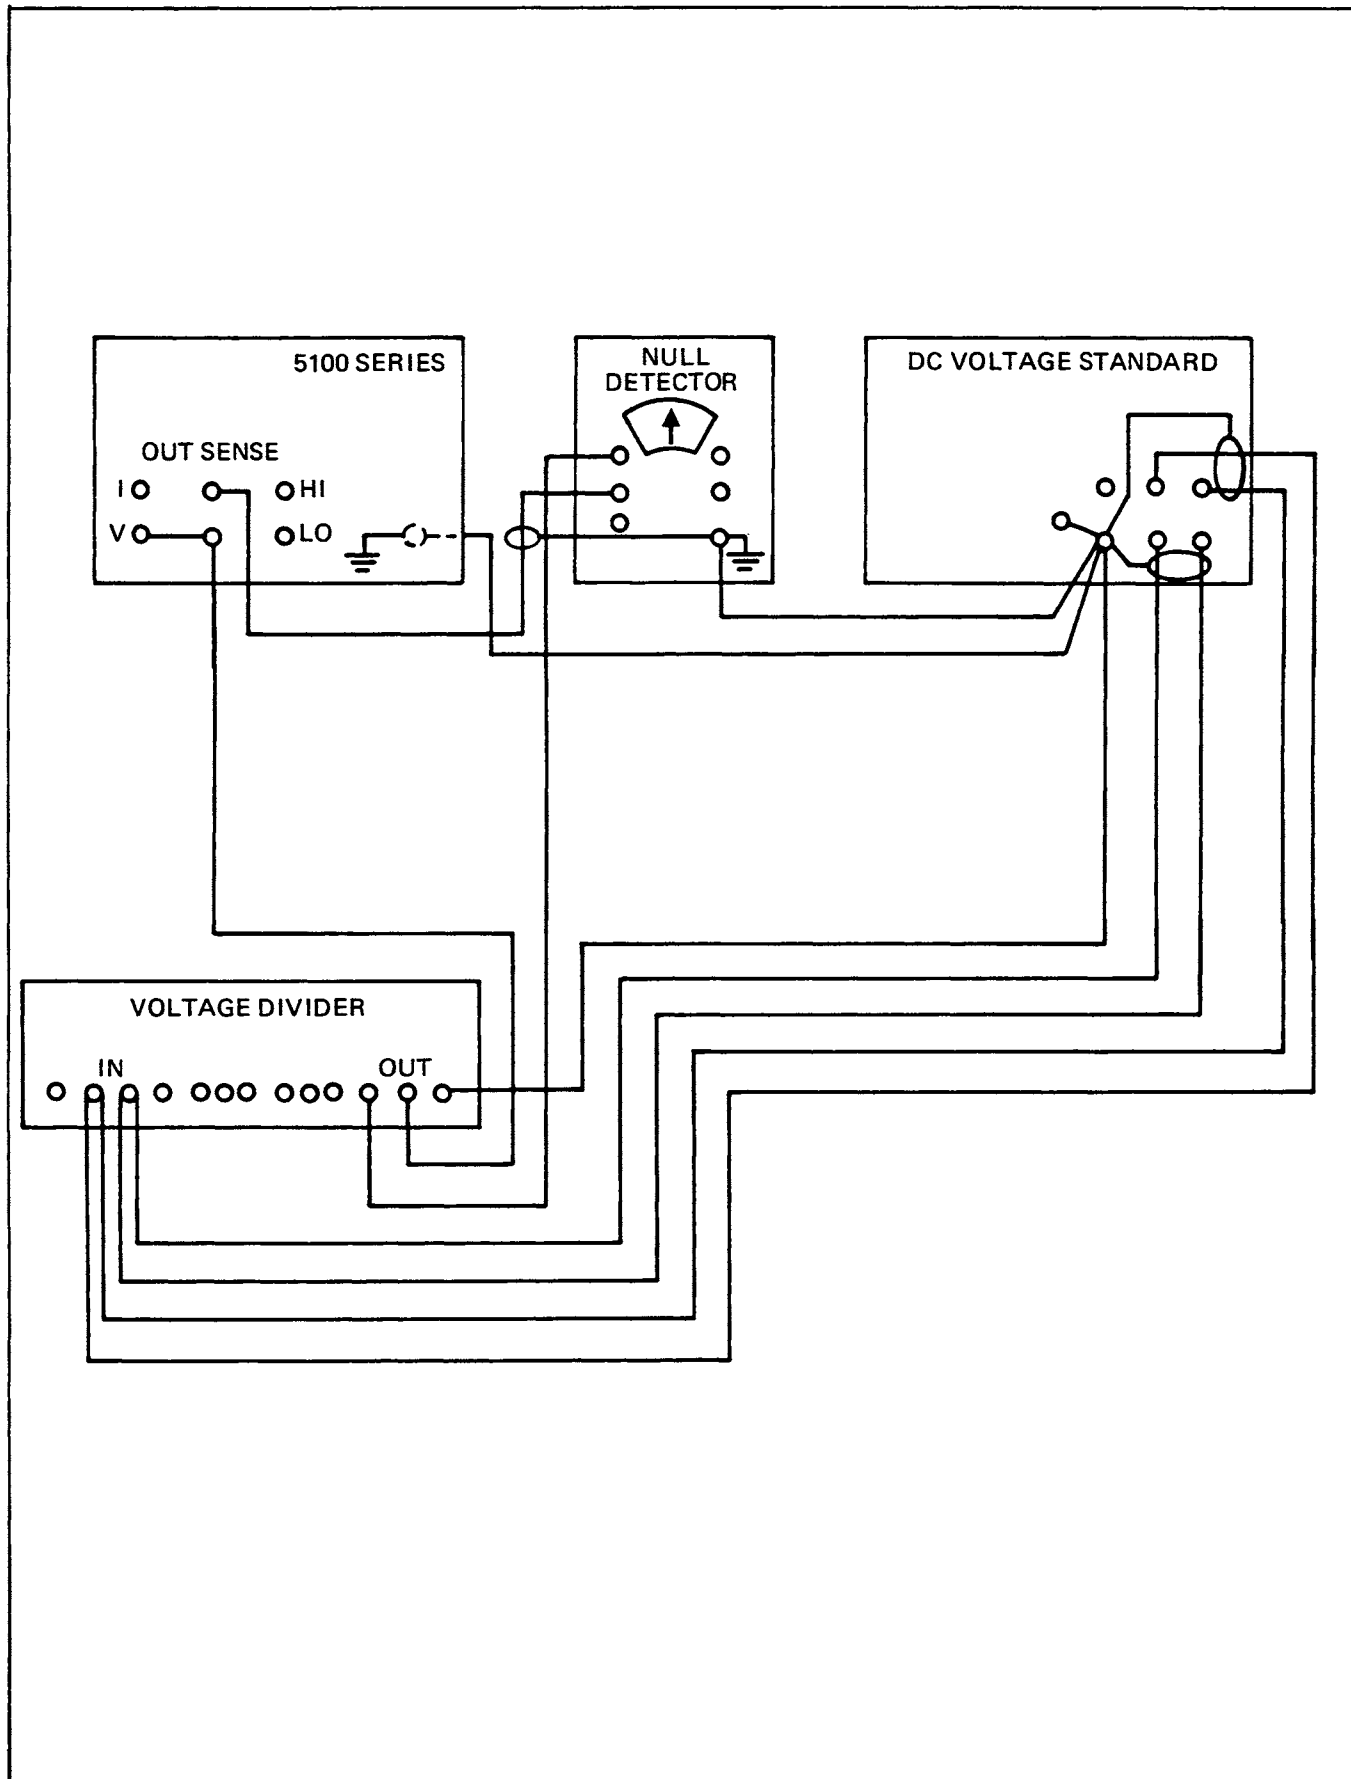 5100 SERIES
OUT SENSE
I
HI
V
LO
NULL
DETECTOR
DC VOLTAGE STANDARD
VOLTAGE DIVIDER
IN
OUT